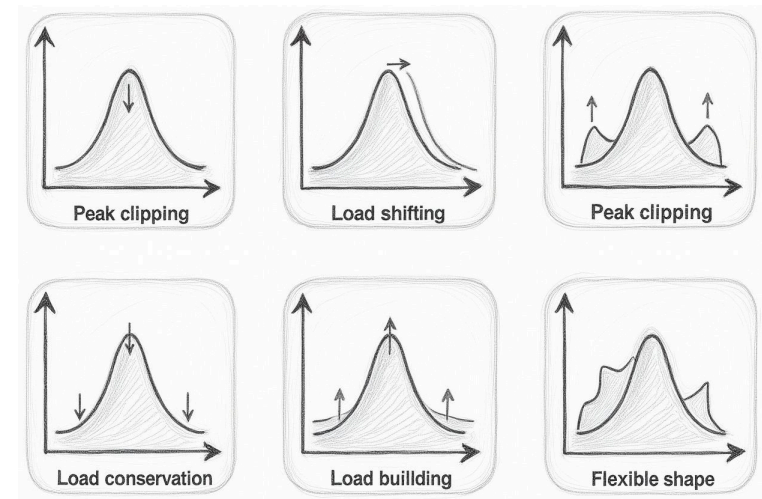 Peak clipping
Load shifting
Peak clipping
Load conservation
Load buillding
Flexible shape